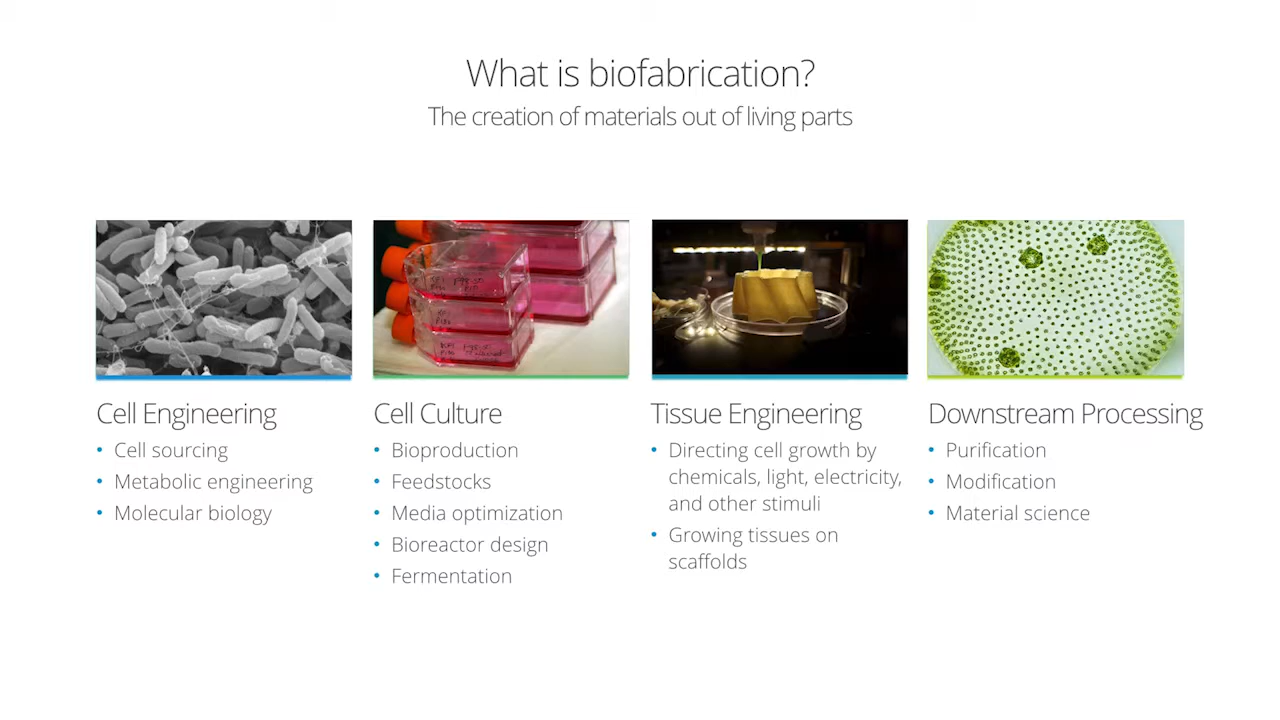 What is biofabrication?
The creation of materials out of living parts
Cell Engineering
• Cell sourcing
• Metabolic engineering
• Molecular biology
Cell Culture
• Bioproduction
• Feedstocks
• Media optimization
• Bioreactor design
• Fermentation
Tissue Engineering
• Directing cell growth by
chemicals, light, electricity,
and other stimuli
• Growing tissues on
scaffolds
Downstream Processing
• Purification
• Modification
• Material science